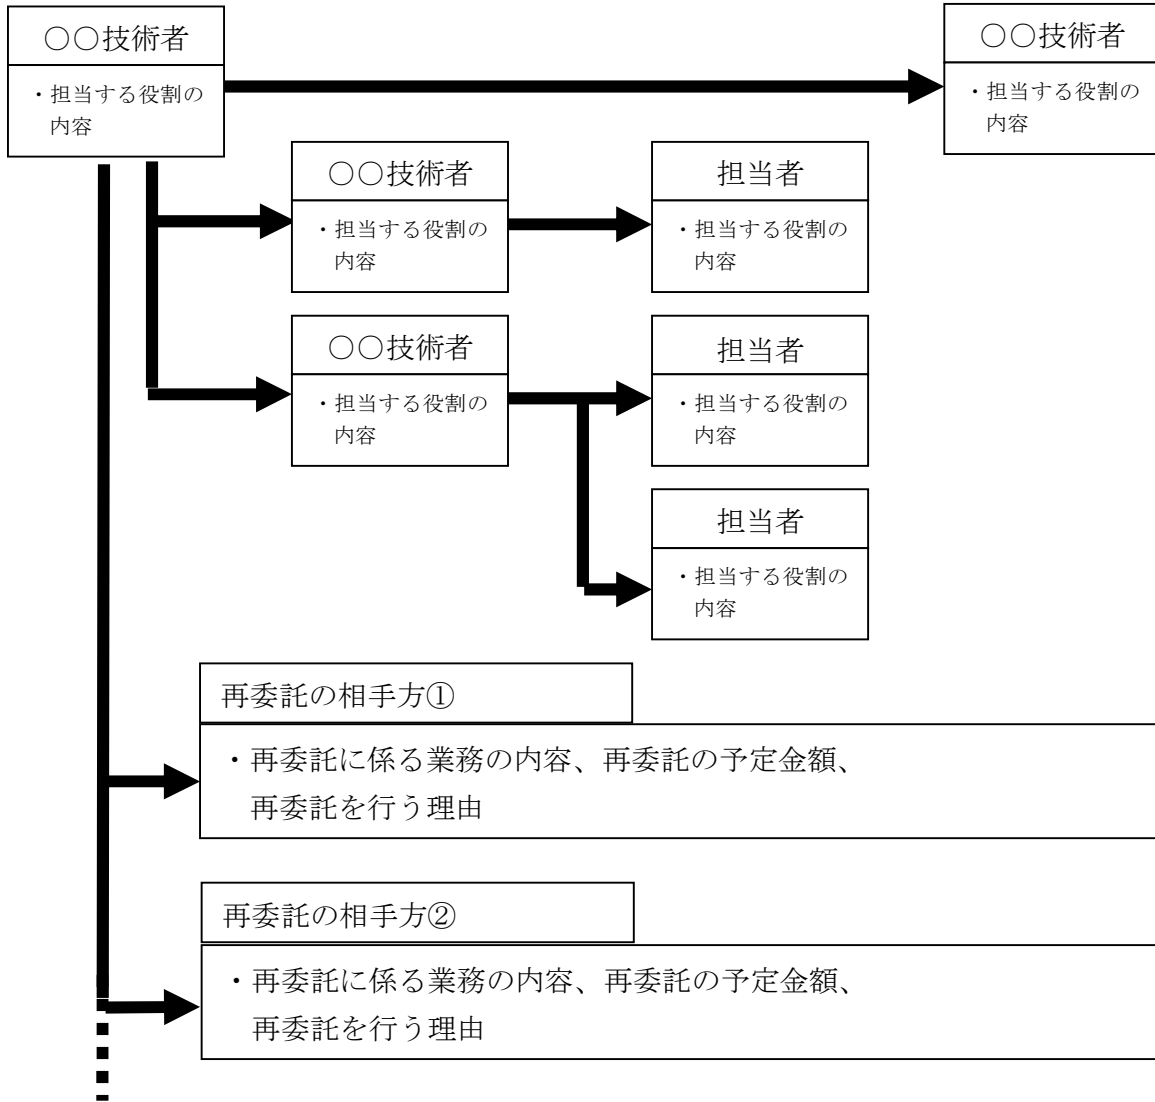 ○○技術者
・担当する役割の
内容
○○技術者
・担当する役割の
内容
○○技術者
・担当する役割の
内容
担当者
・担当する役割の
内容
○○技術者
・担当する役割の
内容
担当者
・担当する役割の
内容
担当者
・担当する役割の
内容
再委託の相手方①
・再委託に係る業務の内容、再委託の予定金額、
再委託を行う理由
再委託の相手方②
・再委託に係る業務の内容、再委託の予定金額、
再委託を行う理由